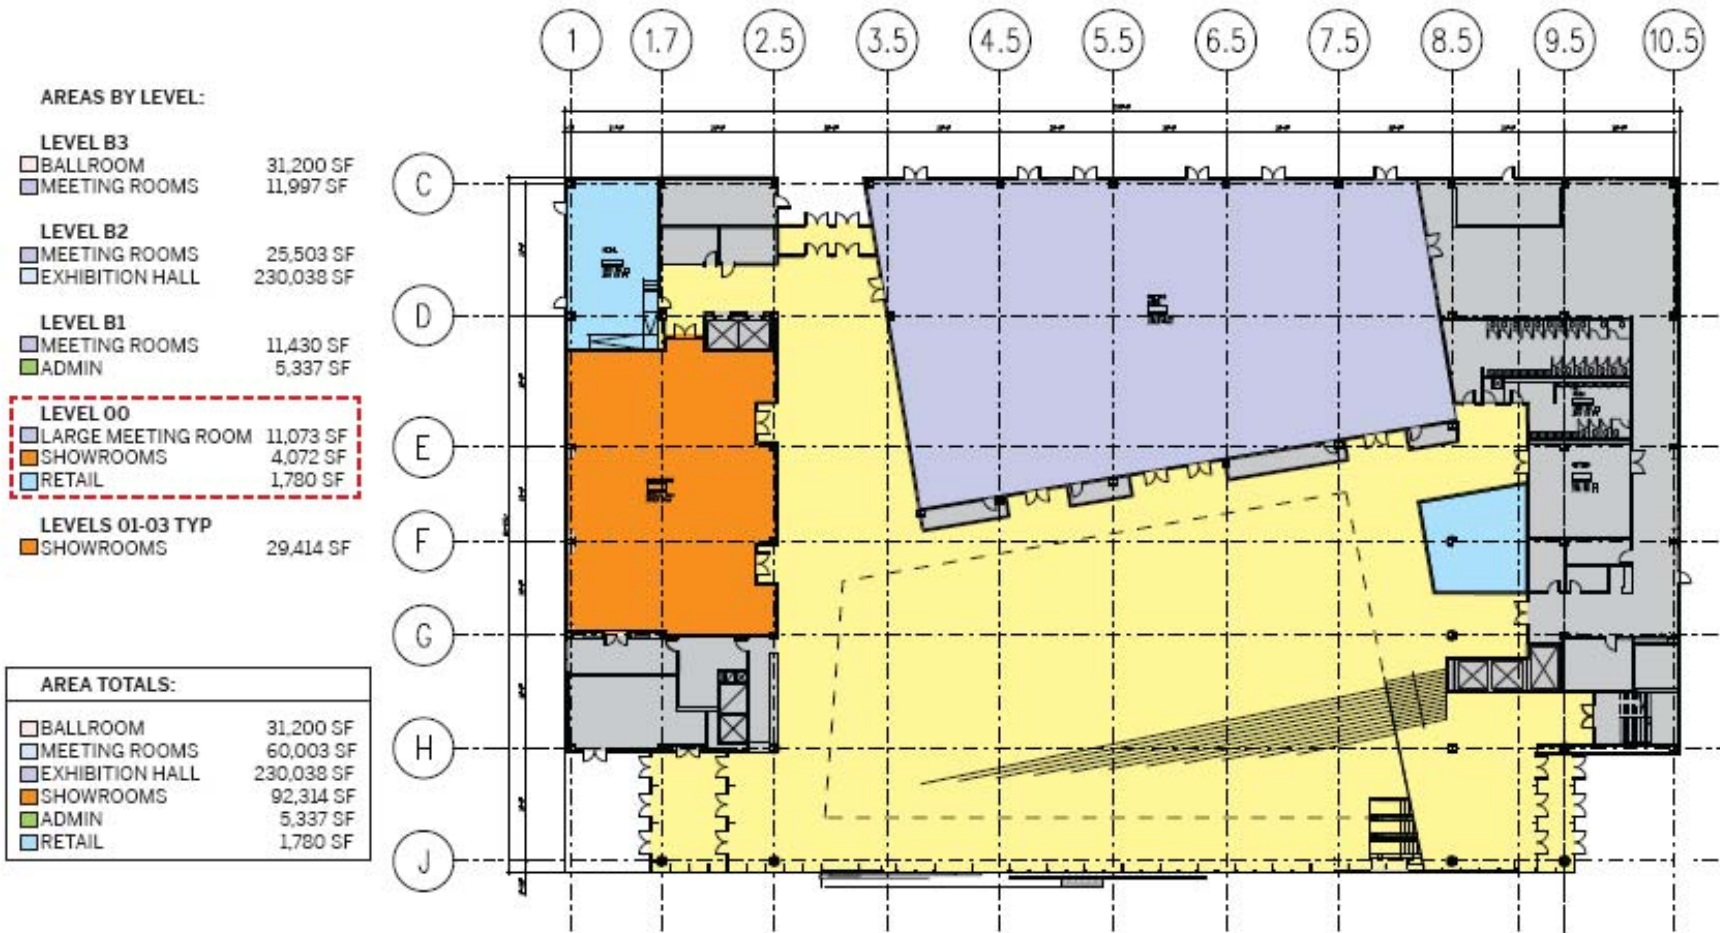 1 1.7 2.5 3.5 4.5 5.5 6.5 7.5 8.5 9.5 10.5
AREAS BY LEVEL:
LEVEL B3
BALLROOM 31,200 SF
MEETING ROOMS 11,997 SF
LEVEL B2
MEETING ROOMS 25,503 SF
EXHIBITION HALL 230,038 SF
LEVEL B1
MEETING ROOMS 11,430 SF
ADMIN 5,337 SF
LEVEL 00
LARGE MEETING ROOM 11,073 SF
SHOWROOMS 4,072 SF
RETAIL 1,780 SF
LEVELS 01-03 TYP
SHOWROOMS 29,414 SF
AREA TOTALS:
BALLROOM 31,200 SF
MEETING ROOMS 60,003 SF
EXHIBITION HALL 230,038 SF
SHOWROOMS 92,314 SF
ADMIN 5,337 SF
RETAIL 1,780 SF
C
D
E
F
G
H
J